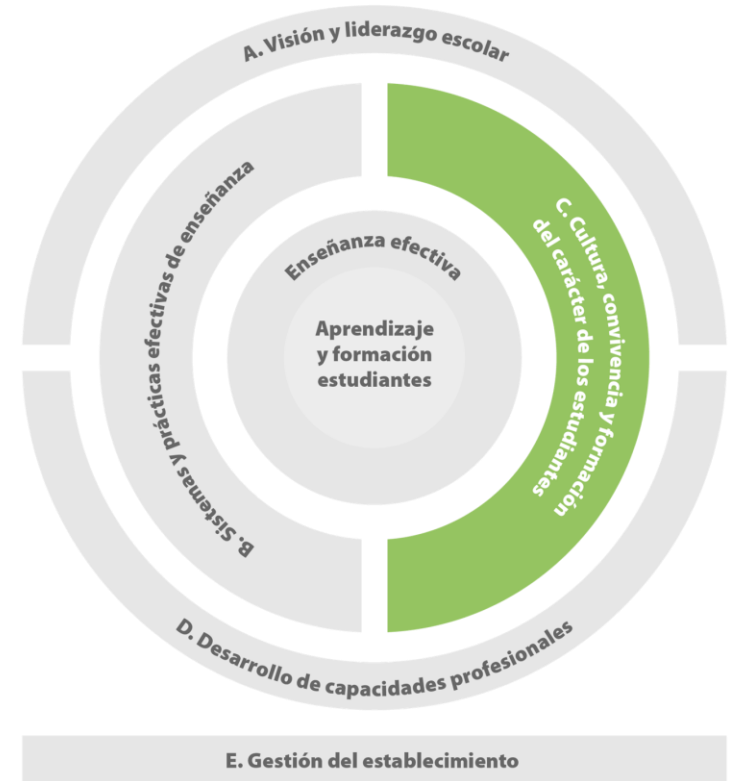 A. Visión y liderazgo escolar
B. Sistemas y prácticas efectivas de enseñanza
C. Cultura, convivencia y formación
del carácter de los estudiantes
Enseñanza efectiva
Aprendizaje
y formación
estudiantes
D. Desarrollo de capacidades profesionales
E. Gestión del establecimiento